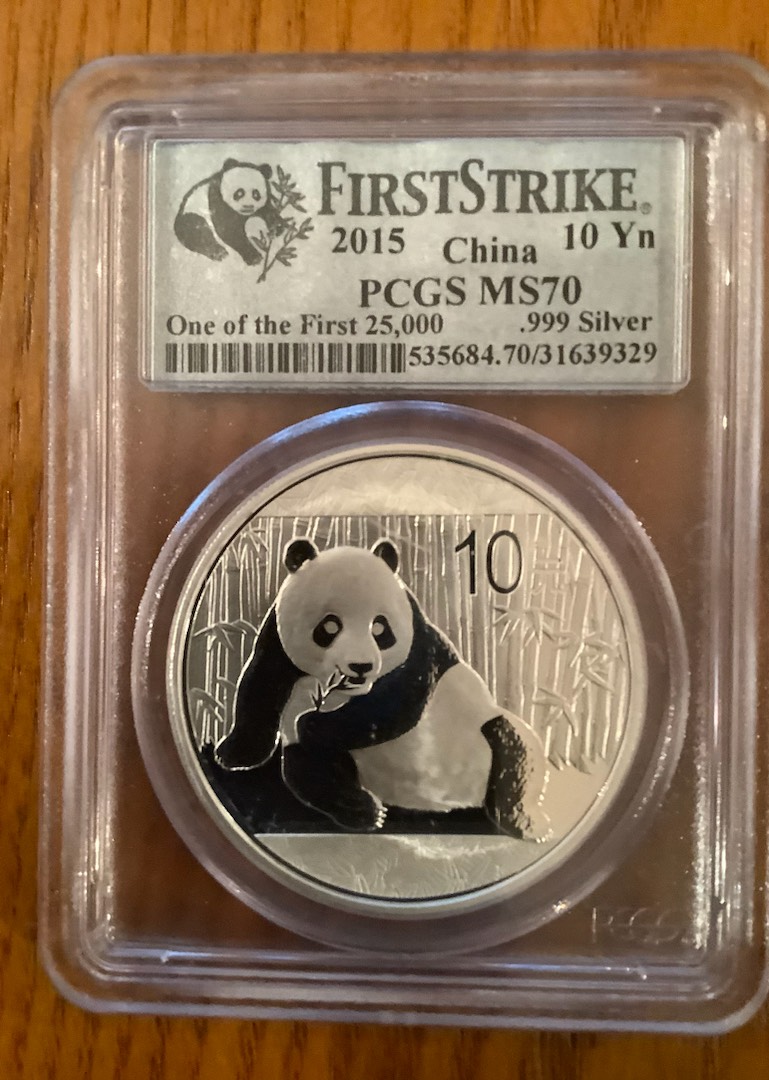 FIRSTSTRIKE®
2015 China 10 Yn
PCGS MS70
One of the First 25,000 .999 Silver
535684.70/31639329
10
PCGS